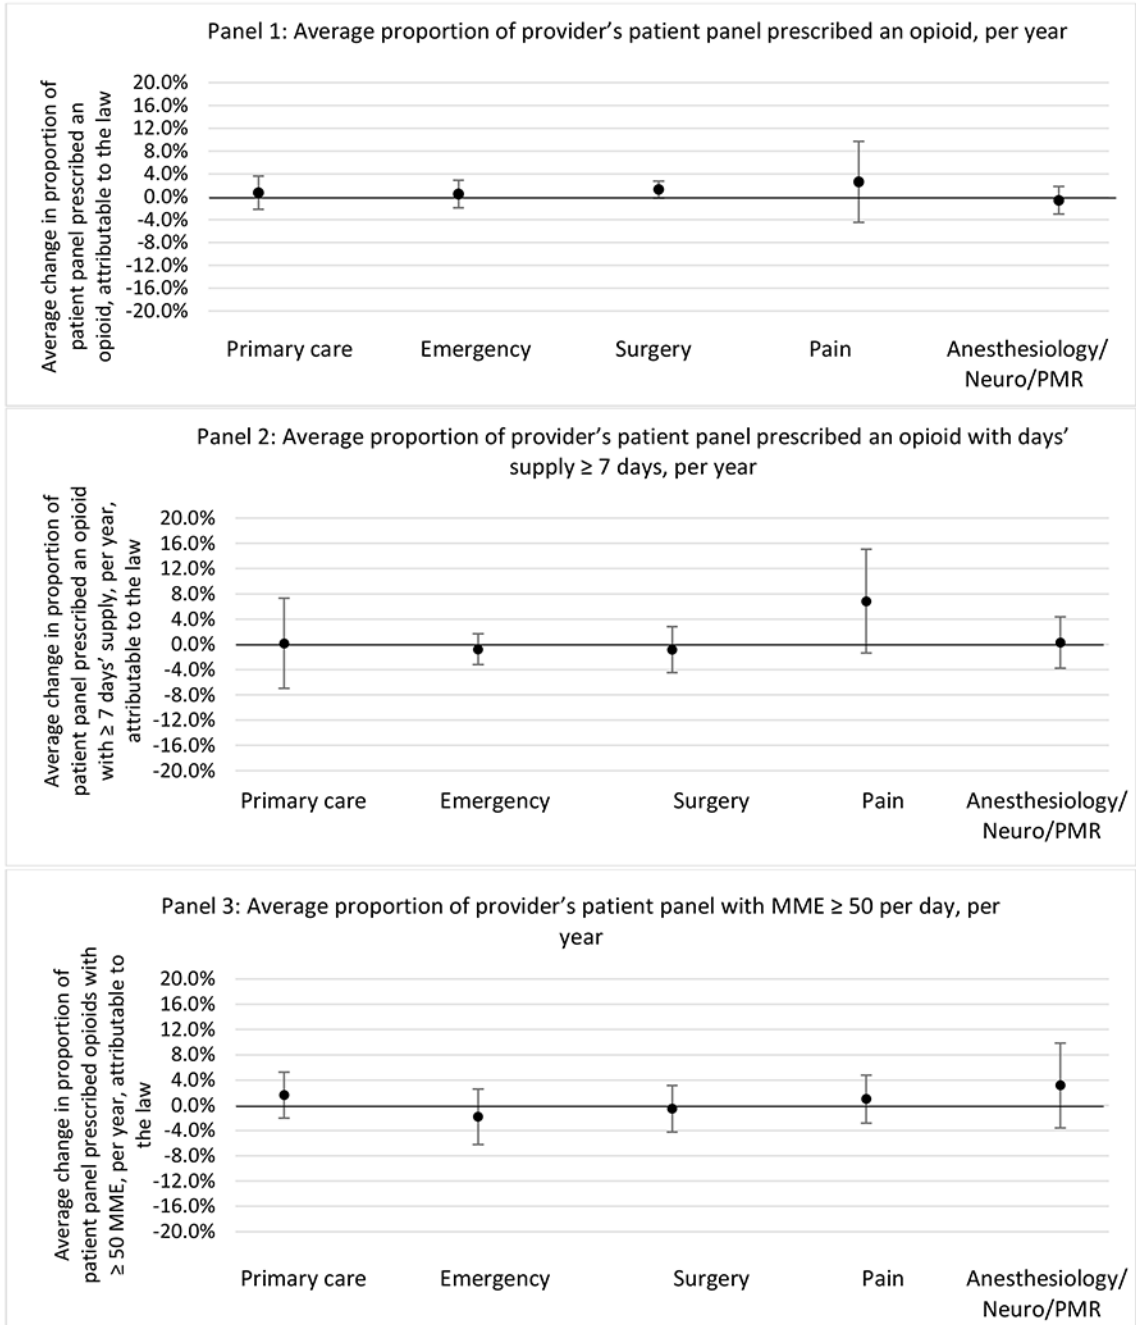 Panel 1: Average proportion of provider’s patient panel prescribed an opioid, per year
Average change in proportion of
patient panel prescribed an
opioid, attributable to the law
20.0%
16.0%
12.0%
8.0%
4.0%
0.0%
-4.0%
-8.0%
-12.0%
-16.0%
-20.0%
Primary care
Emergency
Surgery
Pain
Anesthesiology/
Neuro/PMR
Panel 2: Average proportion of provider’s patient panel prescribed an opioid with days’
supply ≥ 7 days, per year
Average change in proportion of
patient panel prescribed an opioid
with ≥ 7 days’ supply, per year,
attributable to the law
20.0%
16.0%
12.0%
8.0%
4.0%
0.0%
-4.0%
-8.0%
-12.0%
-16.0%
-20.0%
Primary care
Emergency
Surgery
Pain
Anesthesiology/
Neuro/PMR
Panel 3: Average proportion of provider’s patient panel with MME ≥ 50 per day, per
year
Average change in proportion of
patient panel prescribed opioids with
≥ 50 MME, per year, attributable to
the law
20.0%
16.0%
12.0%
8.0%
4.0%
0.0%
-4.0%
-8.0%
-12.0%
-16.0%
-20.0%
Primary care
Emergency
Surgery
Pain
Anesthesiology/
Neuro/PMR